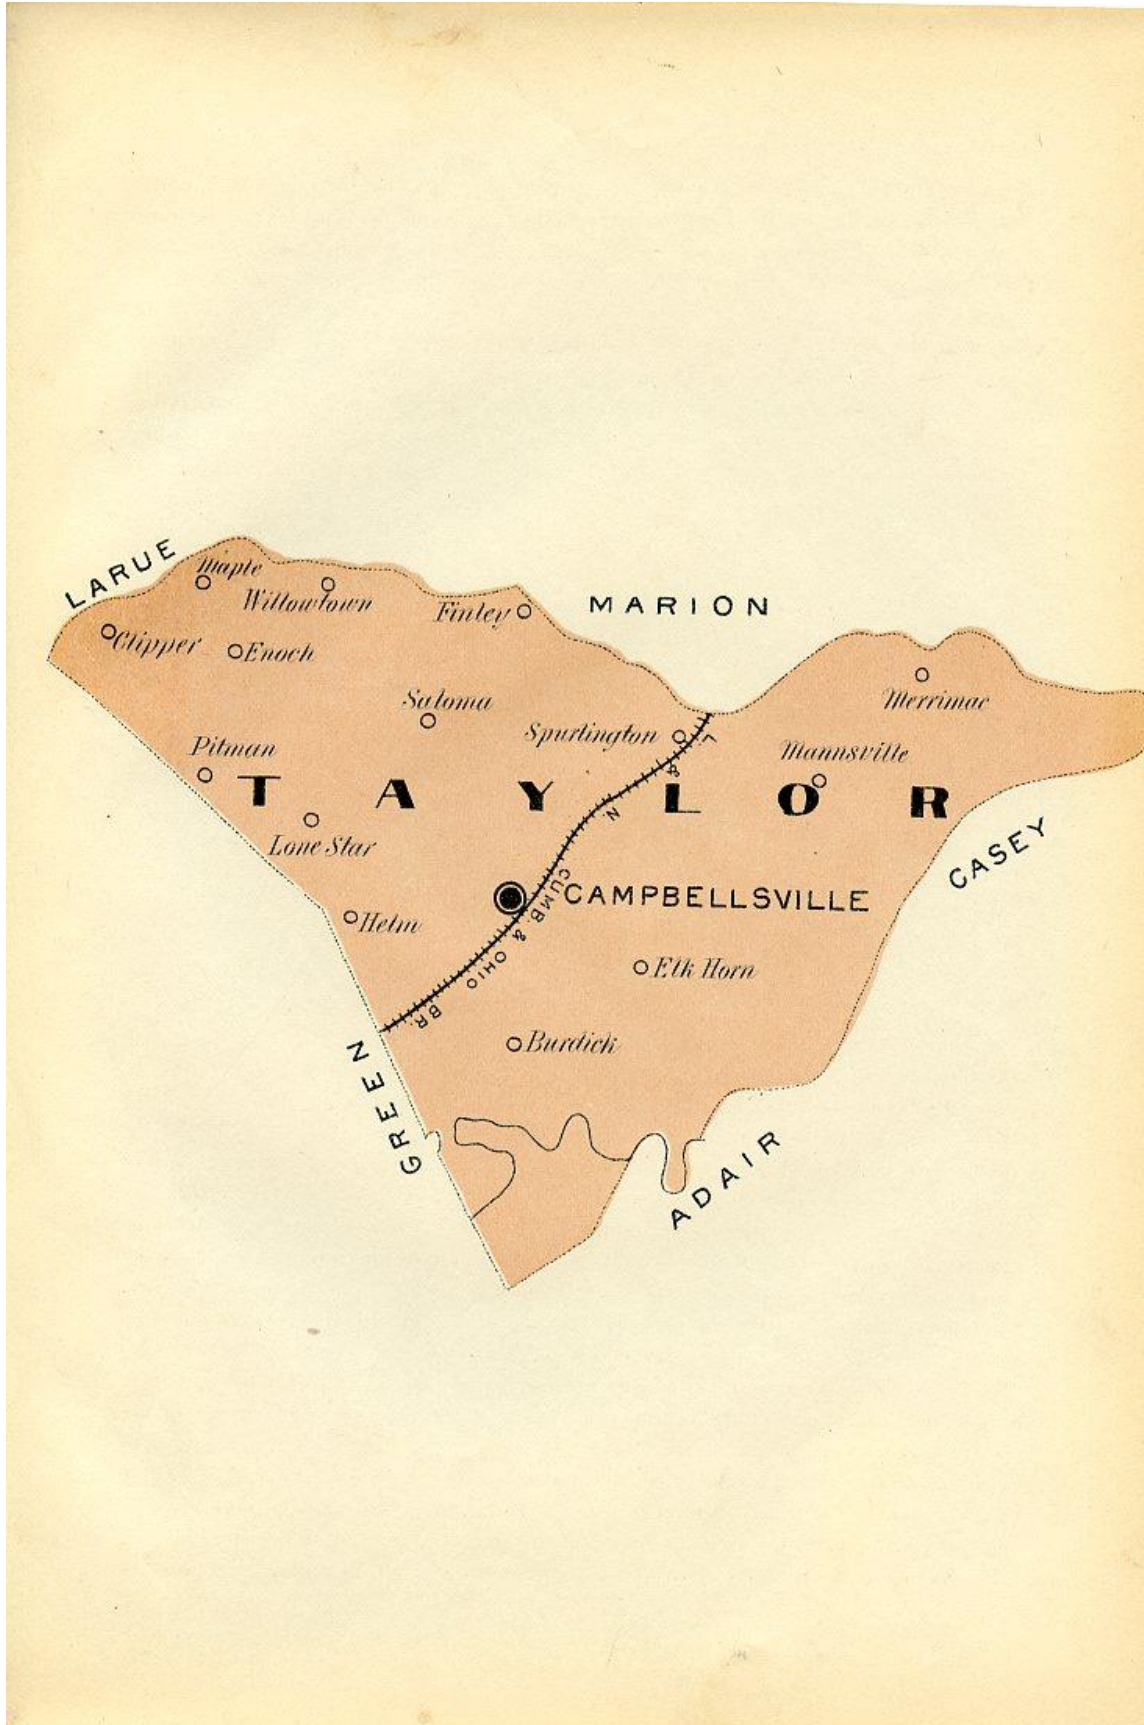 LARUE
Maple
Willowtown
Finley
MARION
Clipper
Enoch
Merrimac
Saloma
Spurlington
Mannsville
Pitman
TAYLOR
L. & N.
Lone Star
CASEY
CAMPBELLSVILLE
CUMB. & OHIO BR.
Helm
Elk Horn
Burdick
GREEN
ADAIR